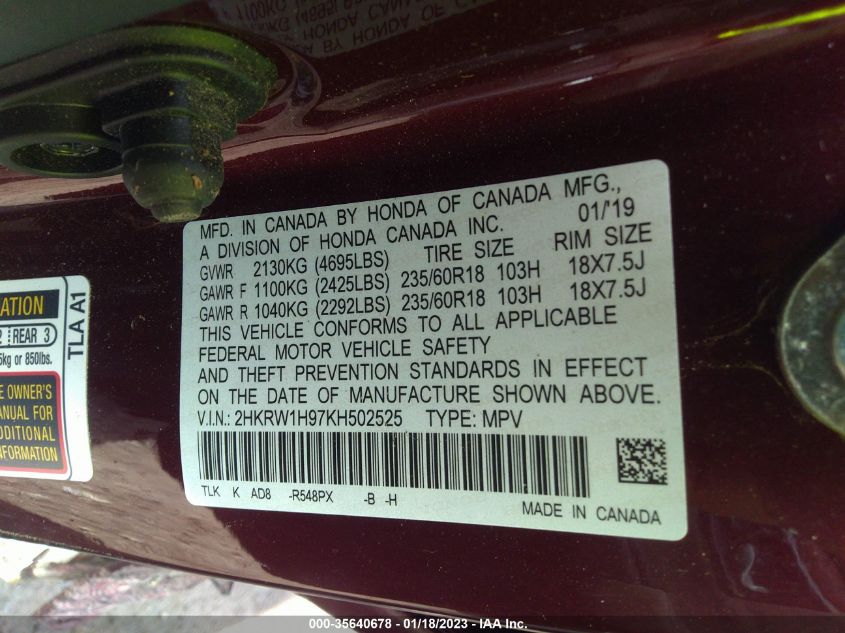 MFD. IN CANADA BY HONDA OF CANADA MFG.,
A DIVISION OF HONDA CANADA INC. 01/'19
GVWR 2130KG (4695LBS) TIRE SIZE RIM SIZE
GAWR F 1100KG (2425LBS) 235/60R18 103H 18X7.5J
GAWR R 1040KG (2292LBS) 235/60R18 103H 18X7.5J
THIS VEHICLE CONFORMS TO ALL APPLICABLE
FEDERAL MOTOR VEHICLE SAFETY
AND THEFT PREVENTION STANDARDS IN EFFECT
ON THE DATE OF MANUFACTURE SHOWN ABOVE.
V.I.N.: 2HKRW1H97KH502525 TYPE: MPV
TLK K AD8 -R548PX -B -H
MADE IN CANADA
REAR 3
or 850lbs.
OWNER'S
FOR
INFORMATION
TLA A1
000-35640678 - 01/18/2023 - IAA Inc.